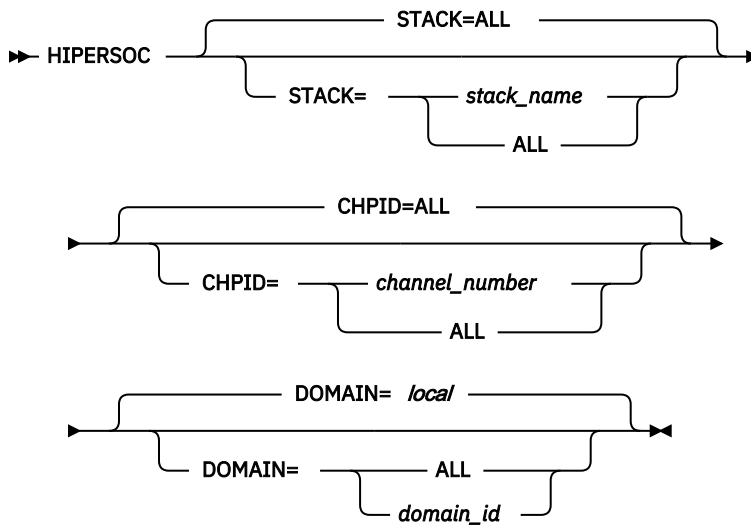 STACK=ALL
HIPERSOC
STACK= stack_name
ALL
CHPID=ALL
CHPID= channel_number
ALL
DOMAIN= local
DOMAIN= ALL
domain_id